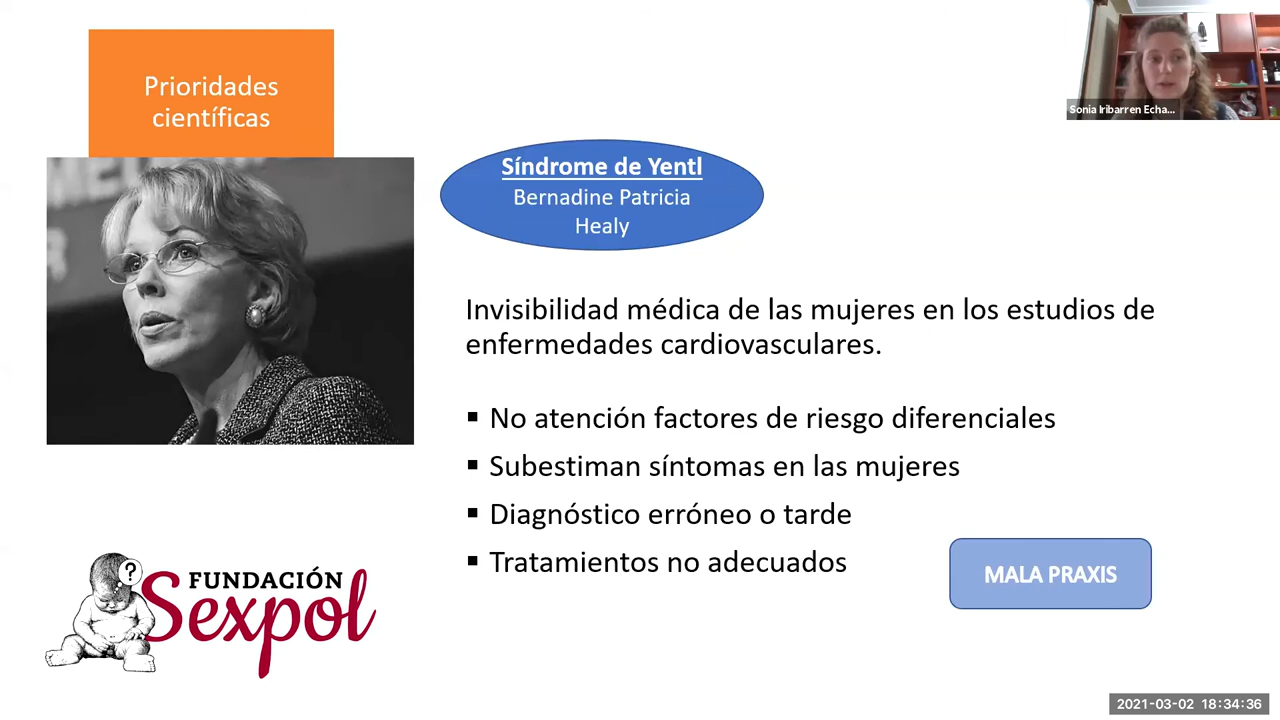 Prioridades
científicas
Sonia Iribarren Echa...
Síndrome de Yentl
Bernadine Patricia
Healy
Invisibilidad médica de las mujeres en los estudios de
enfermedades cardiovasculares.
▪ No atención factores de riesgo diferenciales
▪ Subestiman síntomas en las mujeres
▪ Diagnóstico erróneo o tarde
▪ Tratamientos no adecuados
MALA PRAXIS
?
FUNDACIÓN
Sexpol
2021-03-02 18:34:36